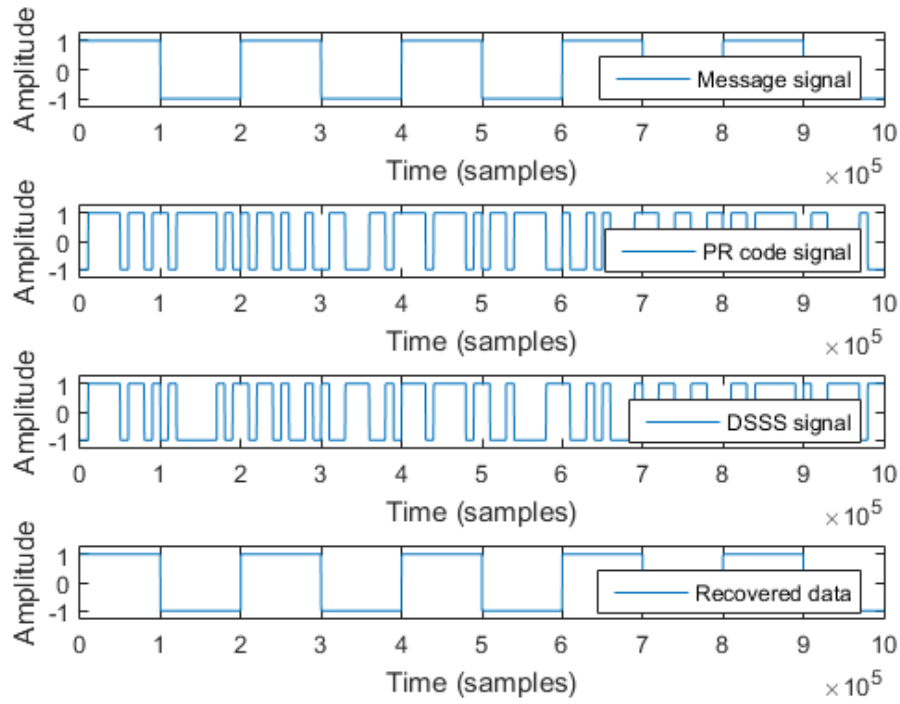 Amplitude
1
0
-1
Message signal
0 1 2 3 4 5 6 7 8 9 10
Time (samples)
×10^5
Amplitude
1
0
-1
PR code signal
0 1 2 3 4 5 6 7 8 9 10
Time (samples)
×10^5
Amplitude
1
0
-1
DSSS signal
0 1 2 3 4 5 6 7 8 9 10
Time (samples)
×10^5
Amplitude
1
0
-1
Recovered data
0 1 2 3 4 5 6 7 8 9 10
Time (samples)
×10^5